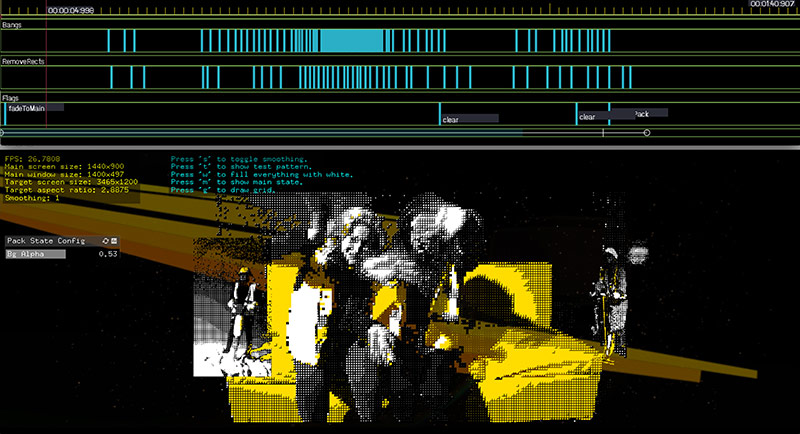 00:00:04:996
00:01:40:907
Bangs
RemoveRects
Flags
fadeToMain
clear
clear
Pack
FPS: 26.7808
Main screen size: 1440x900
Main window size: 1400x497
Target screen size: 3465x1200
Target aspect ratio: 2.8875
Smoothing: 1
Press 's' to toggle smoothing.
Press 't' to show test pattern.
Press 'w' to fill everything with white.
Press 'm' to show main state.
Press 'g' to draw grid.
Pack State Config
Bg Alpha 0.53